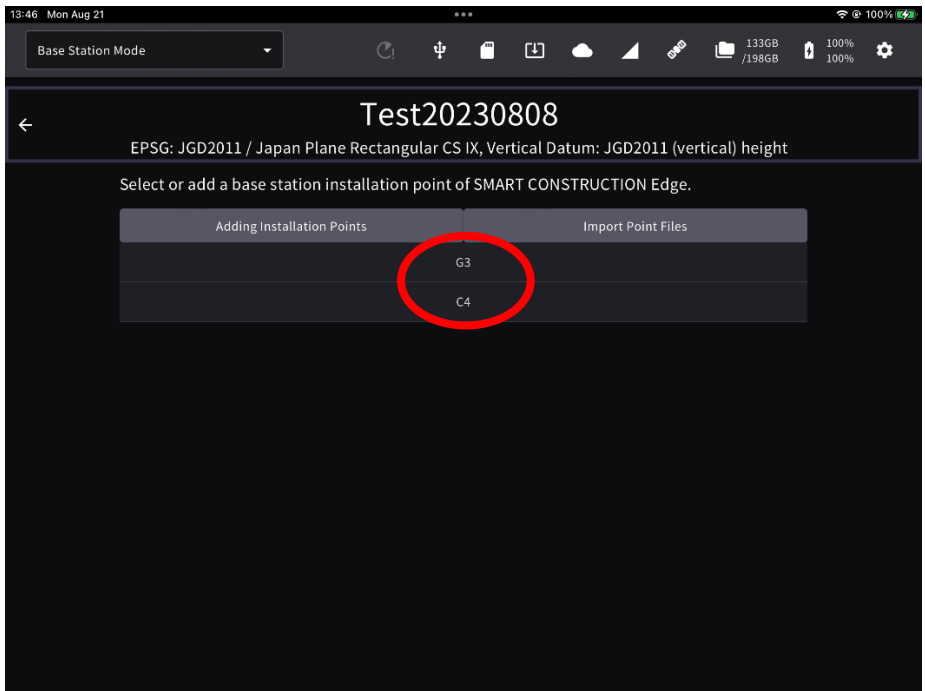 13:46 Mon Aug 21
100%
Base Station Mode
133GB
/198GB
100%
100%
Test20230808
EPSG: JGD2011 / Japan Plane Rectangular CS IX, Vertical Datum: JGD2011 (vertical) height
Select or add a base station installation point of SMART CONSTRUCTION Edge.
Adding Installation Points
Import Point Files
G3
C4